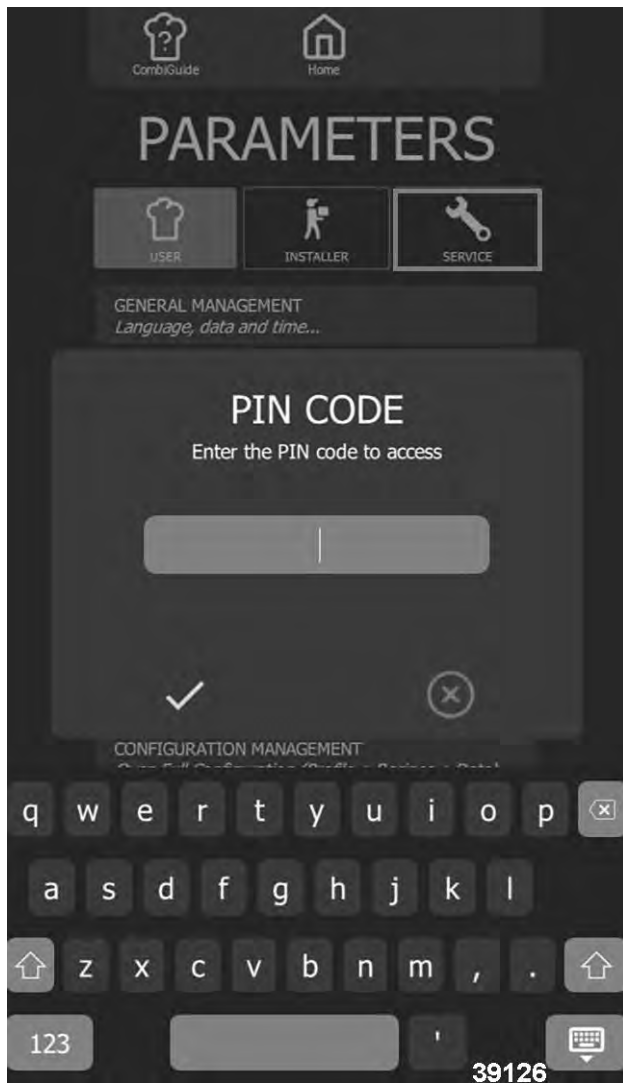 CombiGuide Home
PARAMETERS
USER INSTALLER SERVICE
GENERAL MANAGEMENT
Language, data and time...
PIN CODE
Enter the PIN code to access
CONFIGURATION MANAGEMENT
q w e r t y u i o p
a s d f g h j k l
z x c v b n m , .
123 '
39126